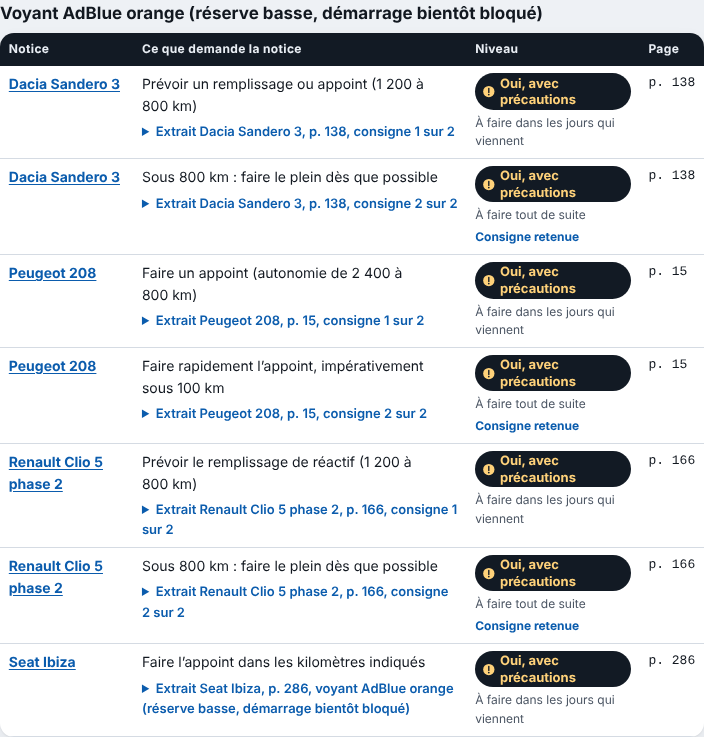 Voyant AdBlue orange (réserve basse, démarrage bientôt bloqué)
Notice Ce que demande la notice Niveau Page
Dacia Sandero 3
Prévoir un remplissage ou appoint (1 200 à
800 km)
▶ Extrait Dacia Sandero 3, p. 138, consigne 1 sur 2
Oui, avec
précautions
À faire dans les jours qui
viennent
p. 138
Dacia Sandero 3
Sous 800 km : faire le plein dès que possible
▶ Extrait Dacia Sandero 3, p. 138, consigne 2 sur 2
Oui, avec
précautions
À faire tout de suite
Consigne retenue
p. 138
Peugeot 208
Faire un appoint (autonomie de 2 400 à
800 km)
▶ Extrait Peugeot 208, p. 15, consigne 1 sur 2
Oui, avec
précautions
À faire dans les jours qui
viennent
p. 15
Peugeot 208
Faire rapidement l’appoint, impérativement
sous 100 km
▶ Extrait Peugeot 208, p. 15, consigne 2 sur 2
Oui, avec
précautions
À faire tout de suite
Consigne retenue
p. 15
Renault Clio 5
phase 2
Prévoir le remplissage de réactif (1 200 à
800 km)
▶ Extrait Renault Clio 5 phase 2, p. 166, consigne 1
sur 2
Oui, avec
précautions
À faire dans les jours qui
viennent
p. 166
Renault Clio 5
phase 2
Sous 800 km : faire le plein dès que possible
▶ Extrait Renault Clio 5 phase 2, p. 166, consigne
2 sur 2
Oui, avec
précautions
À faire tout de suite
Consigne retenue
p. 166
Seat Ibiza
Faire l’appoint dans les kilomètres indiqués
▶ Extrait Seat Ibiza, p. 286, voyant AdBlue orange
(réserve basse, démarrage bientôt bloqué)
Oui, avec
précautions
À faire dans les jours qui
viennent
p. 286